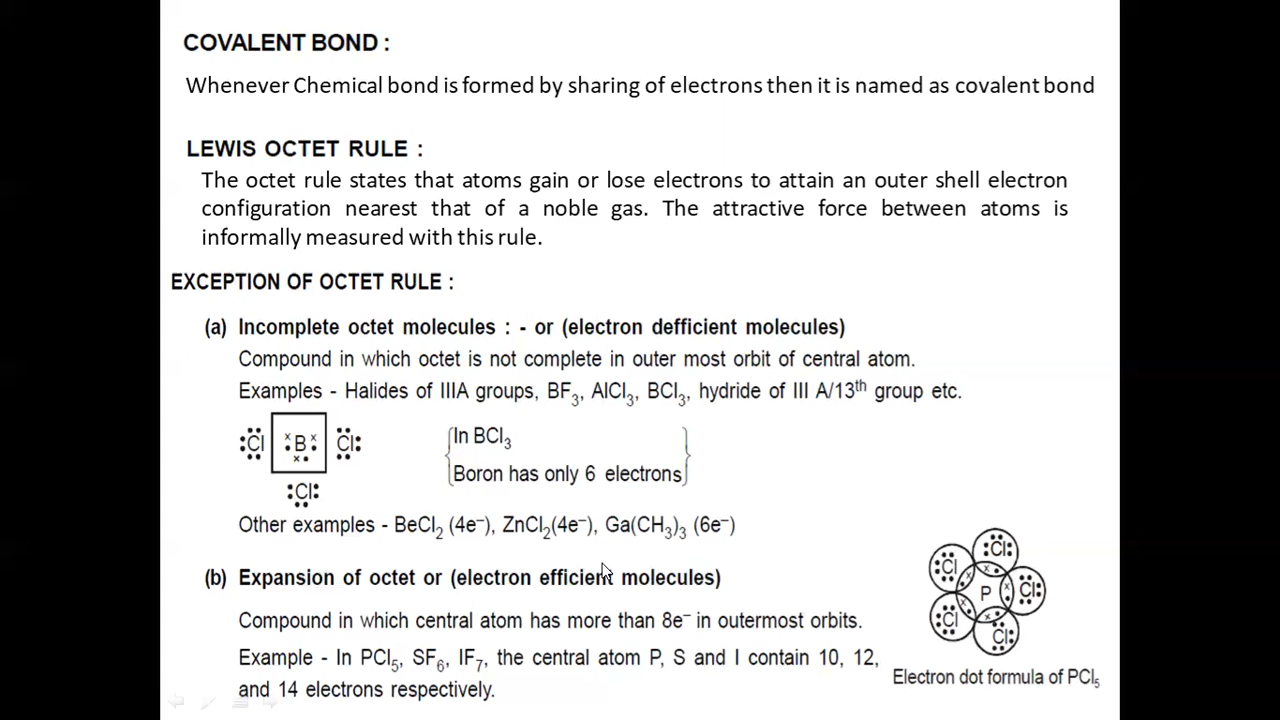 COVALENT BOND :
Whenever Chemical bond is formed by sharing of electrons then it is named as covalent bond
LEWIS OCTET RULE :
The octet rule states that atoms gain or lose electrons to attain an outer shell electron
configuration nearest that of a noble gas. The attractive force between atoms is
informally measured with this rule.
EXCEPTION OF OCTET RULE :
(a) Incomplete octet molecules : - or (electron defficient molecules)
Compound in which octet is not complete in outer most orbit of central atom.
Examples - Halides of IIIA groups, BF₃, AlCl₃, BCl₃, hydride of III A/13ᵗʰ group etc.
Cl B Cl
Cl
In BCl₃
Boron has only 6 electrons
Other examples - BeCl₂ (4e⁻), ZnCl₂(4e⁻), Ga(CH₃)₃ (6e⁻)
(b) Expansion of octet or (electron efficient molecules)
Compound in which central atom has more than 8e⁻ in outermost orbits.
Example - In PCl₅, SF₆, IF₇, the central atom P, S and I contain 10, 12,
and 14 electrons respectively.
Cl
Cl
P Cl
Cl
Cl
Electron dot formula of PCl₅